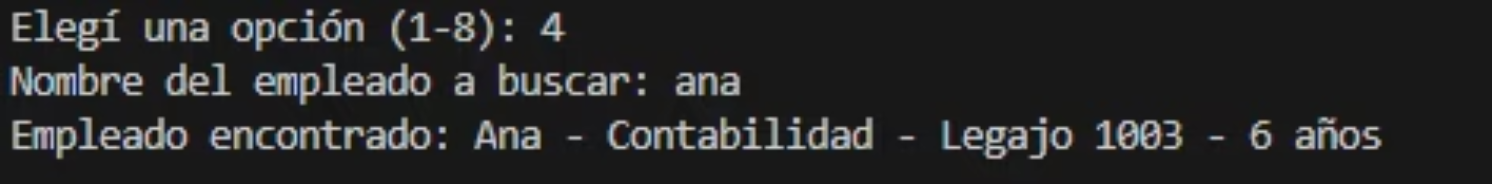 Elegí una opción (1-8): 4
Nombre del empleado a buscar: ana
Empleado encontrado: Ana - Contabilidad - Legajo 1003 - 6 años